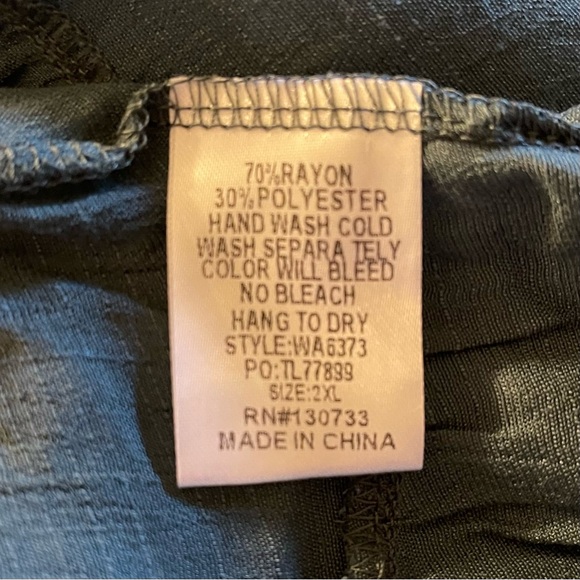 70%RAYON
30%POLYESTER
HAND WASH COLD
WASH SEPARA TELY
COLOR WILL BLEED
NO BLEACH
HANG TO DRY
STYLE:WA6373
PO:TL77899
SIZE:2XL
RN#130733
MADE IN CHINA